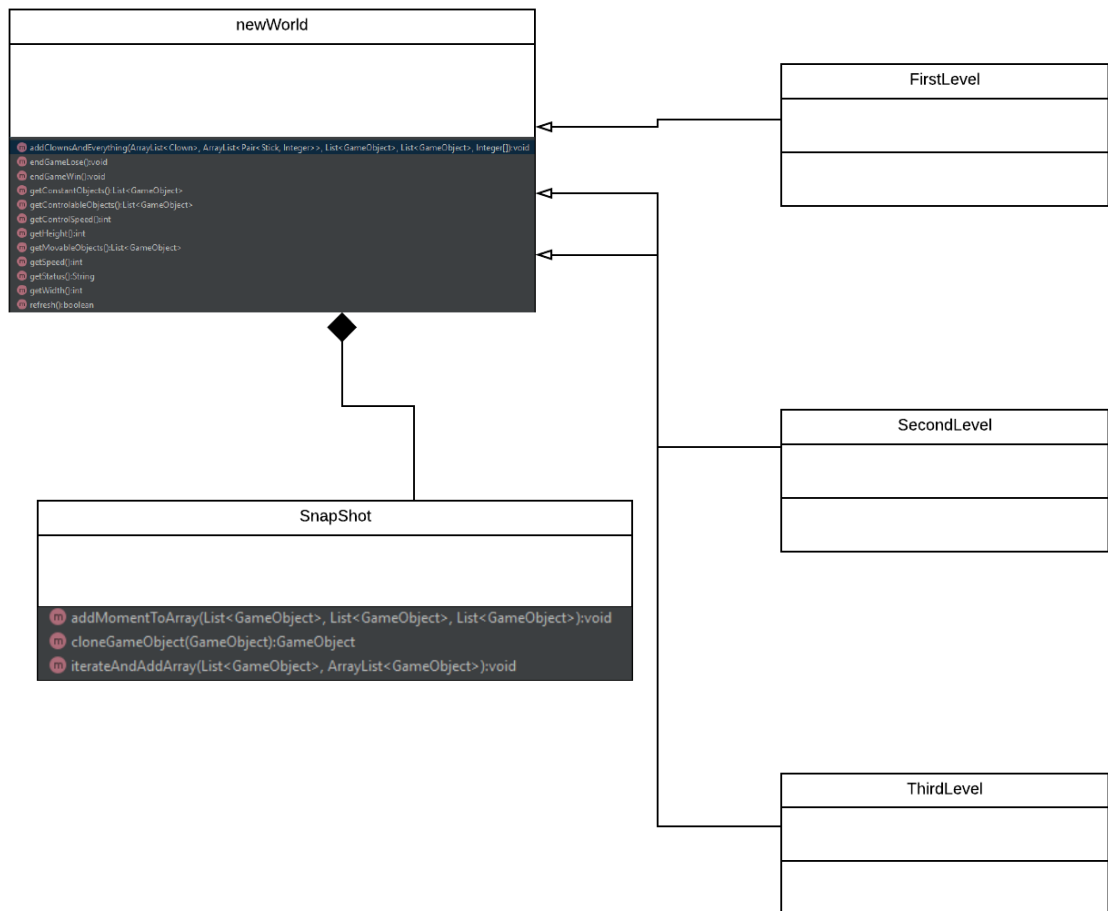 newWorld
addClownsAndEverything(ArrayList<Clown>, ArrayList<Pair<Stick, Integer>>, List<GameObject>, List<GameObject>, Integer[]):void
endGameLose():void
endGameWin():void
getConstantObjects():List<GameObject>
getControlableObjects():List<GameObject>
getControlSpeed():int
getHeight():int
getMovableObjects():List<GameObject>
getSpeed():int
getStatus():String
getWidth():int
refresh():boolean
FirstLevel
SecondLevel
SnapShot
addMomentToArray(List<GameObject>, List<GameObject>, List<GameObject>):void
cloneGameObject(GameObject):GameObject
iterateAndAddArray(List<GameObject>, ArrayList<GameObject>):void
ThirdLevel